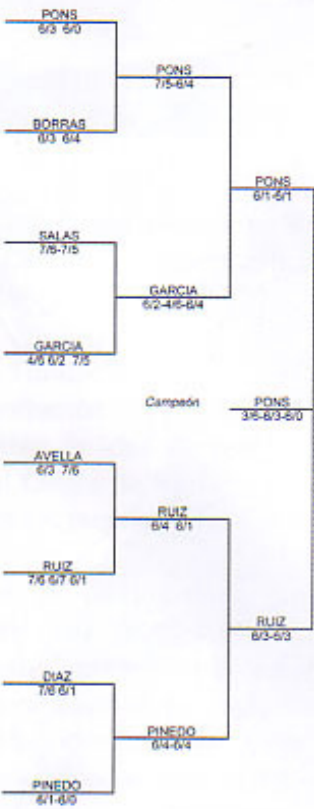 PONS
6/3 6/0
PONS
7/5-6/4
BORRAS
6/3 6/4
PONS
6/1-6/1
SALAS
7/6-7/5
GARCIA
6/2-4/6-6/4
GARCIA
4/6 6/2 7/5
Campeón
PONS
3/6-6/3-6/0
AVELLA
6/3 7/6
RUIZ
6/4 6/1
RUIZ
7/6 6/7 6/1
RUIZ
6/3-6/3
DIAZ
7/6 6/1
PINEDO
6/4-6/4
PINEDO
6/1-6/0